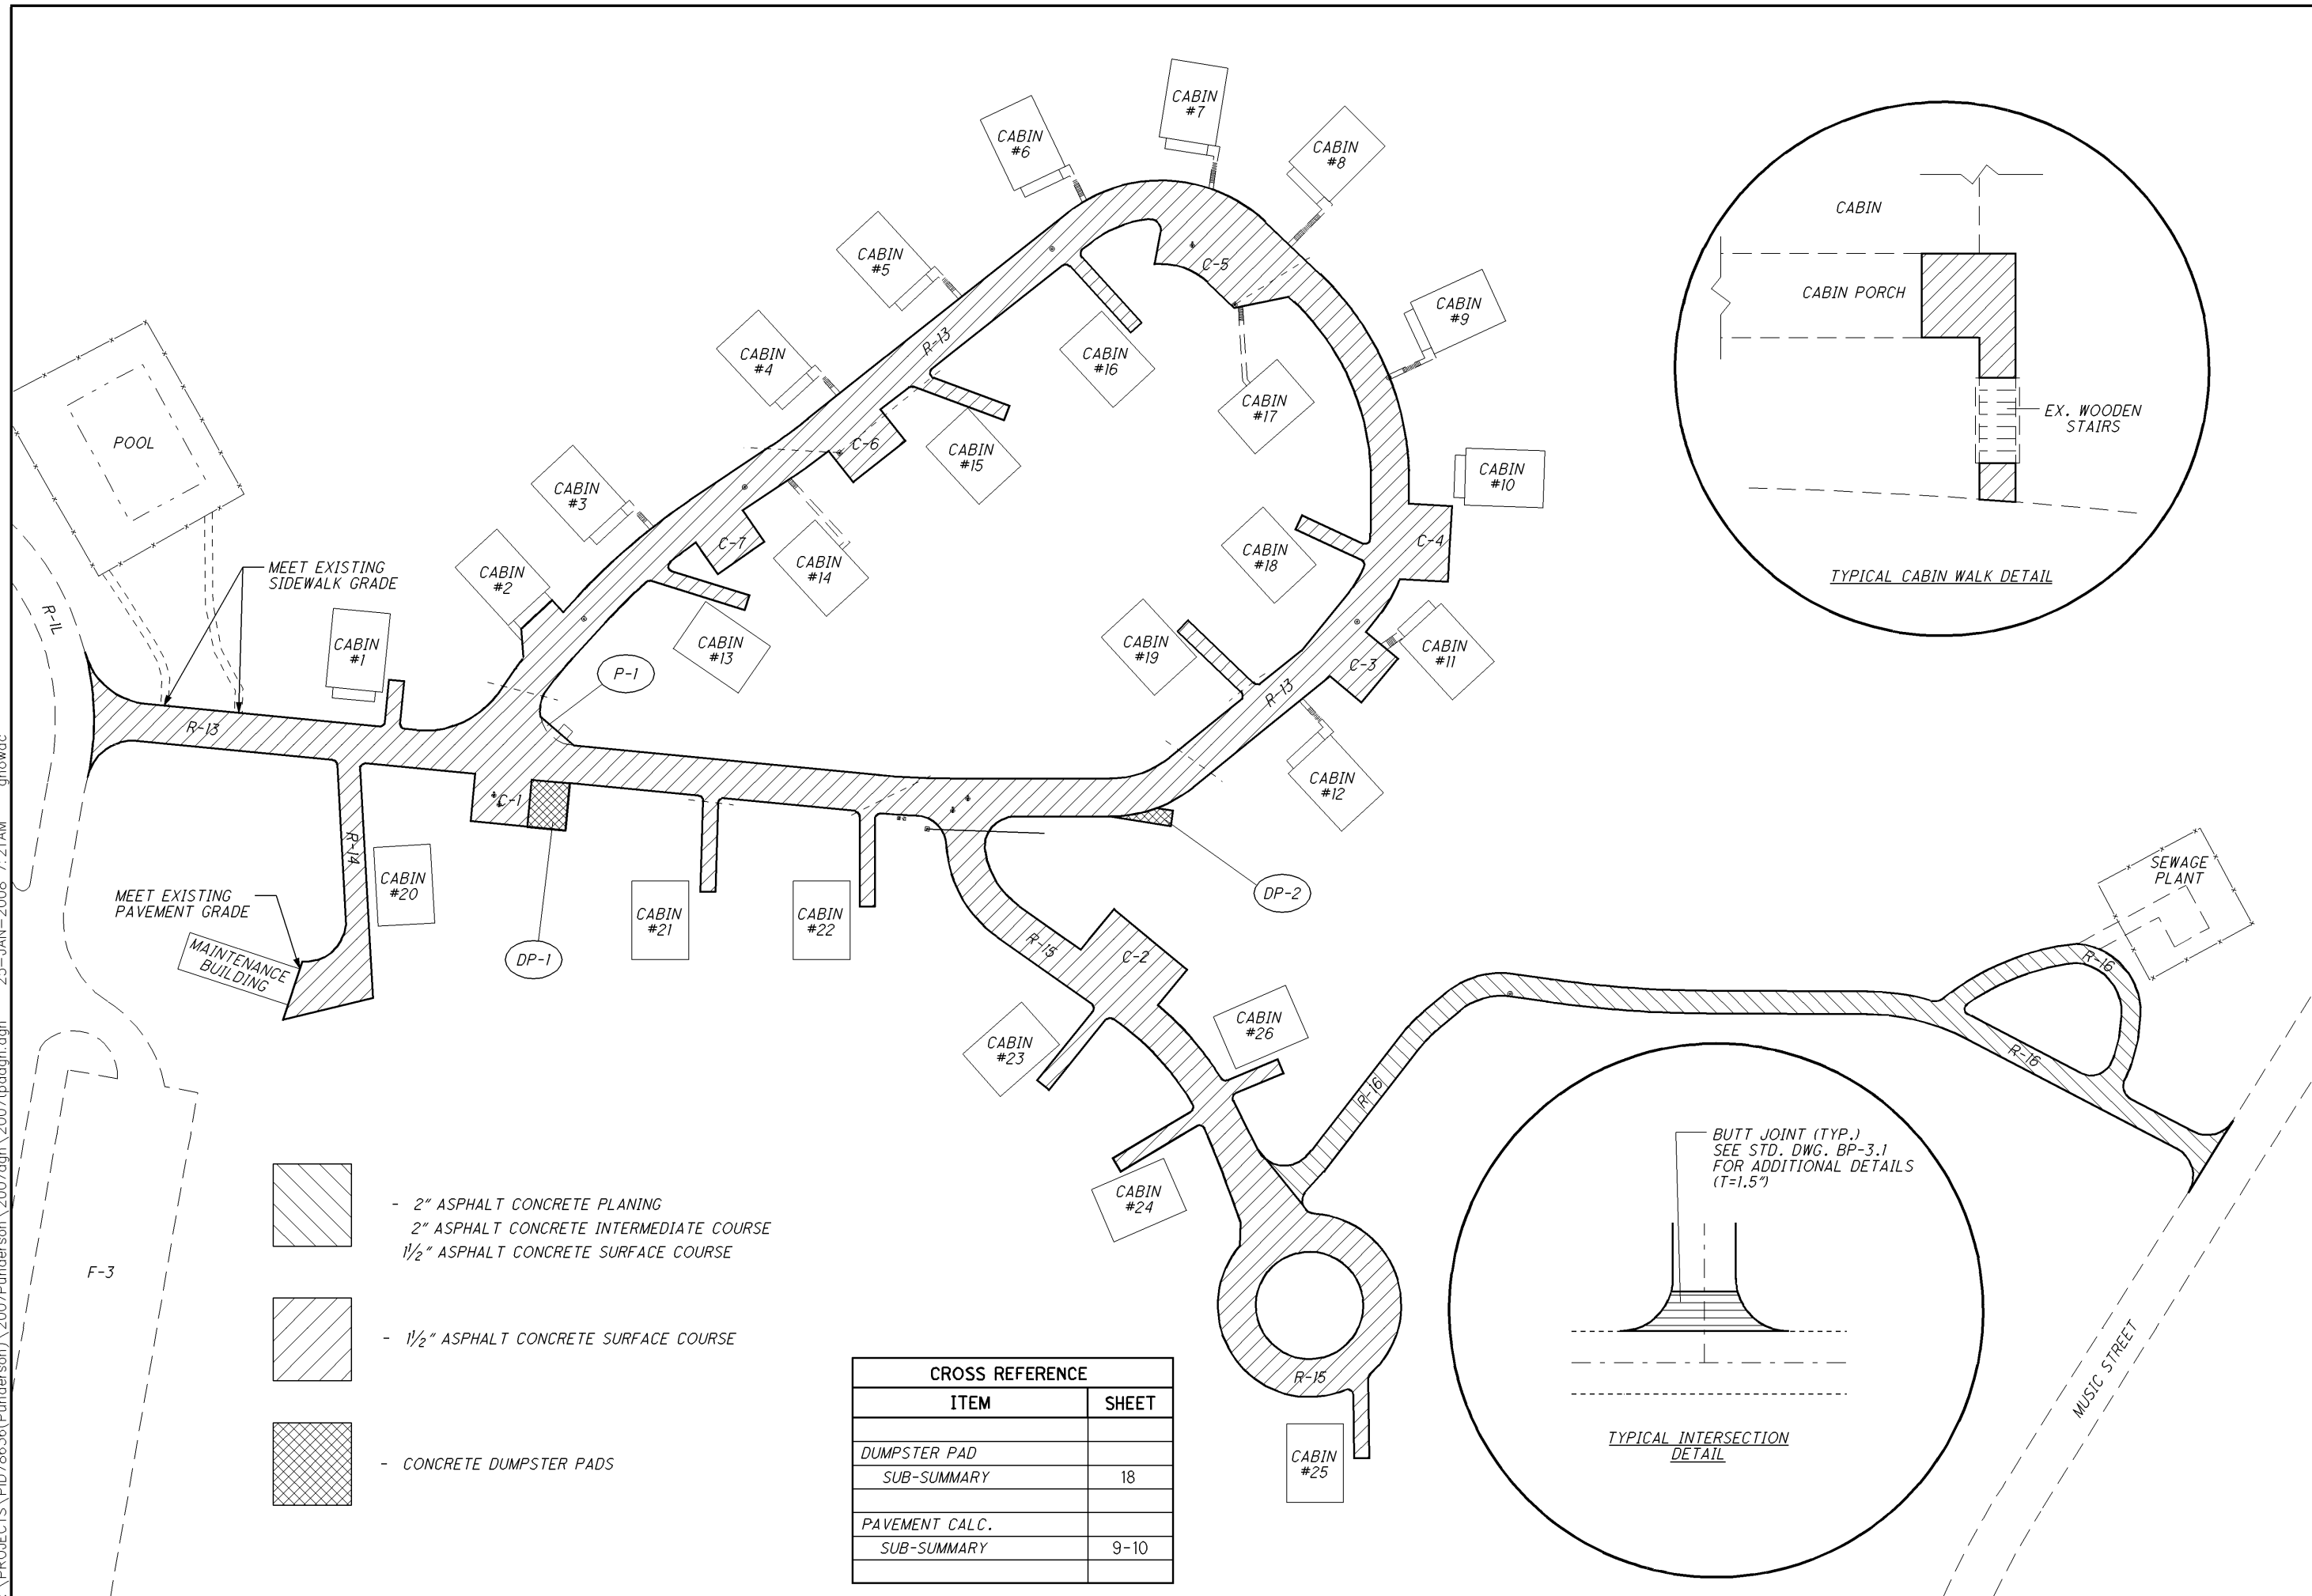 CABIN
#7
CABIN
#6
CABIN
#8
CABIN
#5
C-5
CABIN
#9
CABIN
#4
R-13
CABIN
#16
CABIN
#17
C-6
CABIN
#15
CABIN
#10
CABIN
#3
C-7
CABIN
#14
CABIN
#18
C-4
CABIN
#2
CABIN
#13
CABIN
#19
CABIN
#11
C-3
R-13
CABIN
#12
POOL
MEET EXISTING
SIDEWALK GRADE
R-1L
CABIN
#1
P-1
R-13
C-1
R-14
CABIN
#20
MEET EXISTING
PAVEMENT GRADE
MAINTENANCE
BUILDING
DP-1
CABIN
#21
CABIN
#22
DP-2
R-15
C-2
CABIN
#23
CABIN
#26
CABIN
#24
R-16
R-15
CABIN
#25
SEWAGE
PLANT
R-16
R-16
MUSIC STREET
F-3
CABIN
CABIN PORCH
EX. WOODEN
STAIRS
TYPICAL CABIN WALK DETAIL
BUTT JOINT (TYP.)
SEE STD. DWG. BP-3.1
FOR ADDITIONAL DETAILS
(T=1.5")
TYPICAL INTERSECTION
DETAIL
- 2" ASPHALT CONCRETE PLANING
2" ASPHALT CONCRETE INTERMEDIATE COURSE
1½" ASPHALT CONCRETE SURFACE COURSE
- 1½" ASPHALT CONCRETE SURFACE COURSE
- CONCRETE DUMPSTER PADS
CROSS REFERENCE
ITEM SHEET
DUMPSTER PAD
SUB-SUMMARY 18
PAVEMENT CALC.
SUB-SUMMARY 9-10
25-JAN-2008 7:21AM